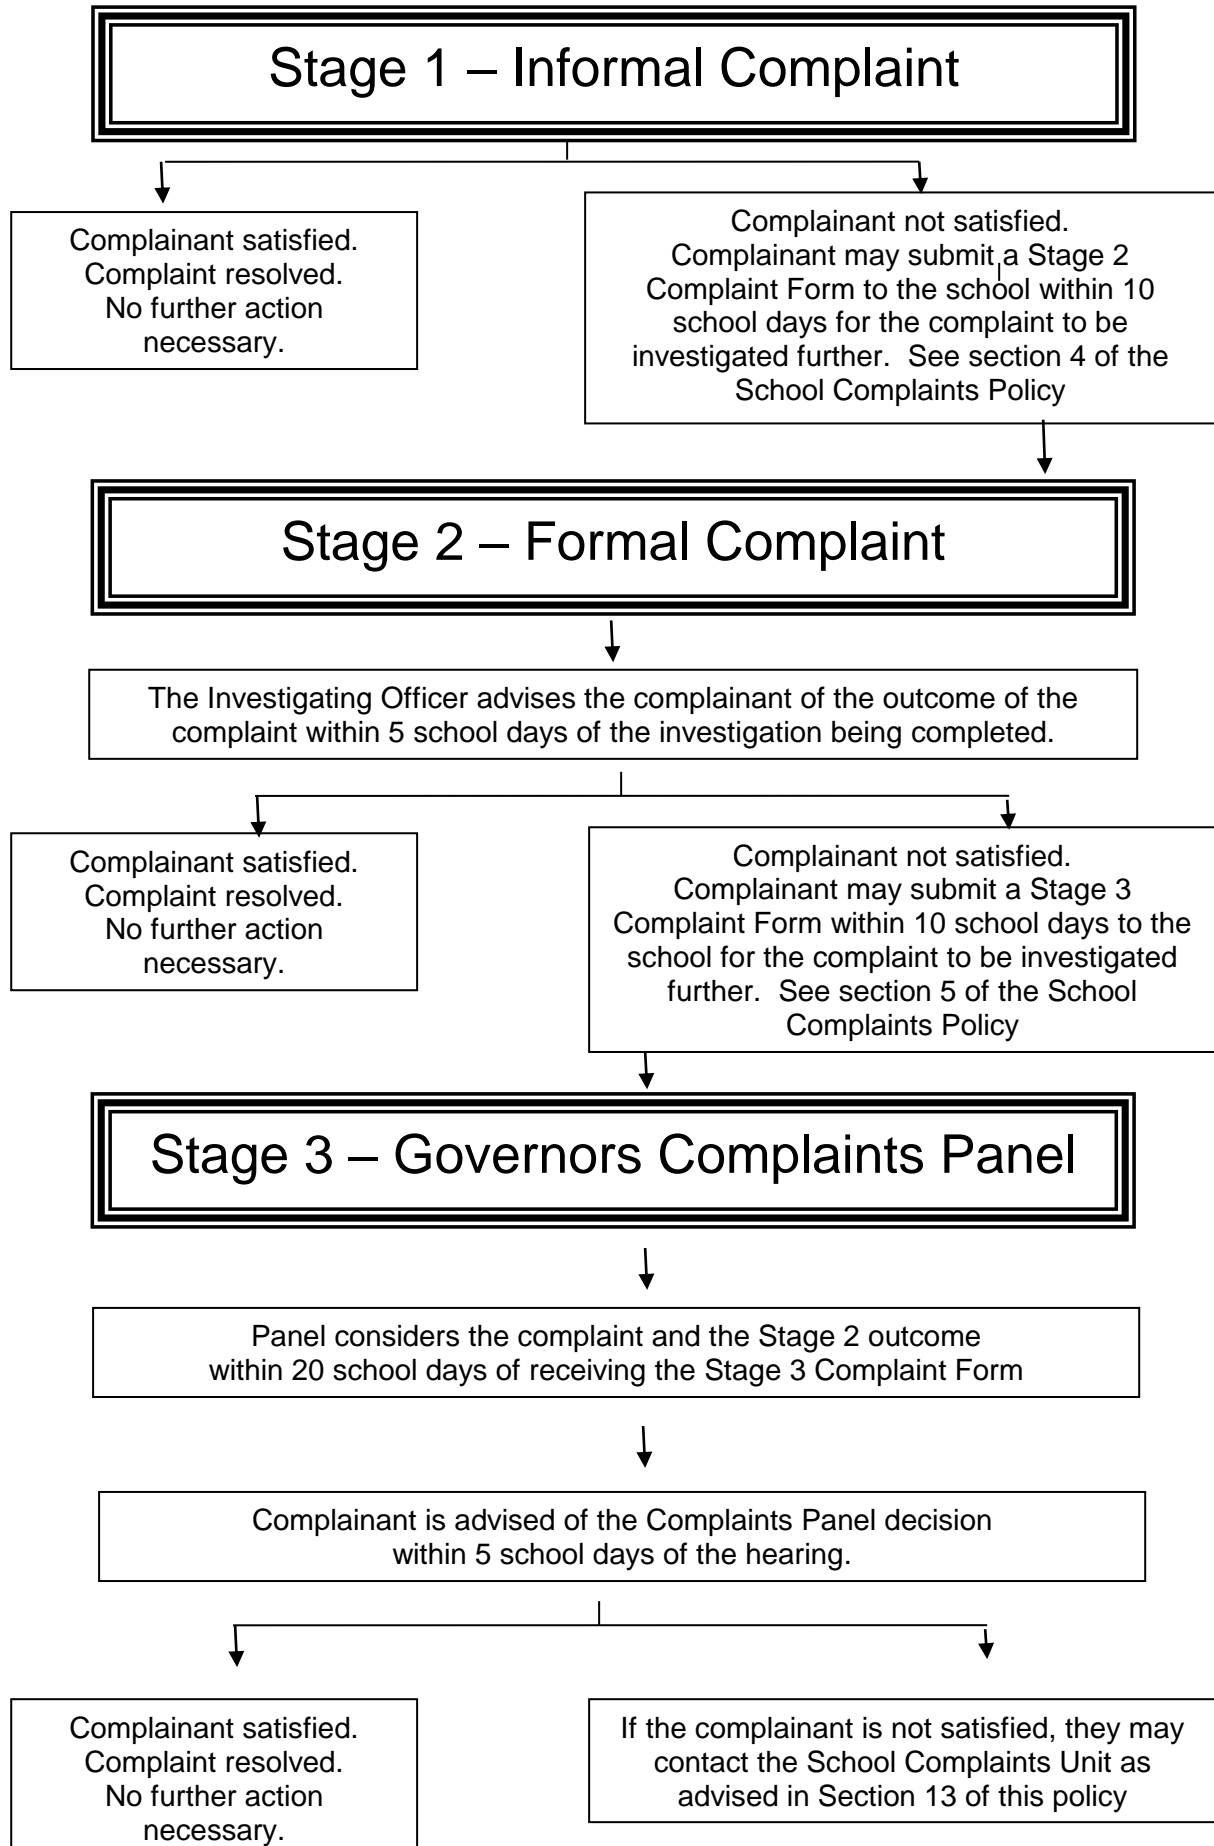 Stage 1 – Informal Complaint
Complainant satisfied.
Complaint resolved.
No further action
necessary.
Complainant not satisfied.
Complainant may submit a Stage 2
Complaint Form to the school within 10
school days for the complaint to be
investigated further.  See section 4 of the
School Complaints Policy
Stage 2 – Formal Complaint
The Investigating Officer advises the complainant of the outcome of the
complaint within 5 school days of the investigation being completed.
Complainant satisfied.
Complaint resolved.
No further action
necessary.
Complainant not satisfied.
Complainant may submit a Stage 3
Complaint Form within 10 school days to the
school for the complaint to be investigated
further.  See section 5 of the School
Complaints Policy
Stage 3 – Governors Complaints Panel
Panel considers the complaint and the Stage 2 outcome
within 20 school days of receiving the Stage 3 Complaint Form
Complainant is advised of the Complaints Panel decision
within 5 school days of the hearing.
Complainant satisfied.
Complaint resolved.
No further action
necessary.
If the complainant is not satisfied, they may
contact the School Complaints Unit as
advised in Section 13 of this policy